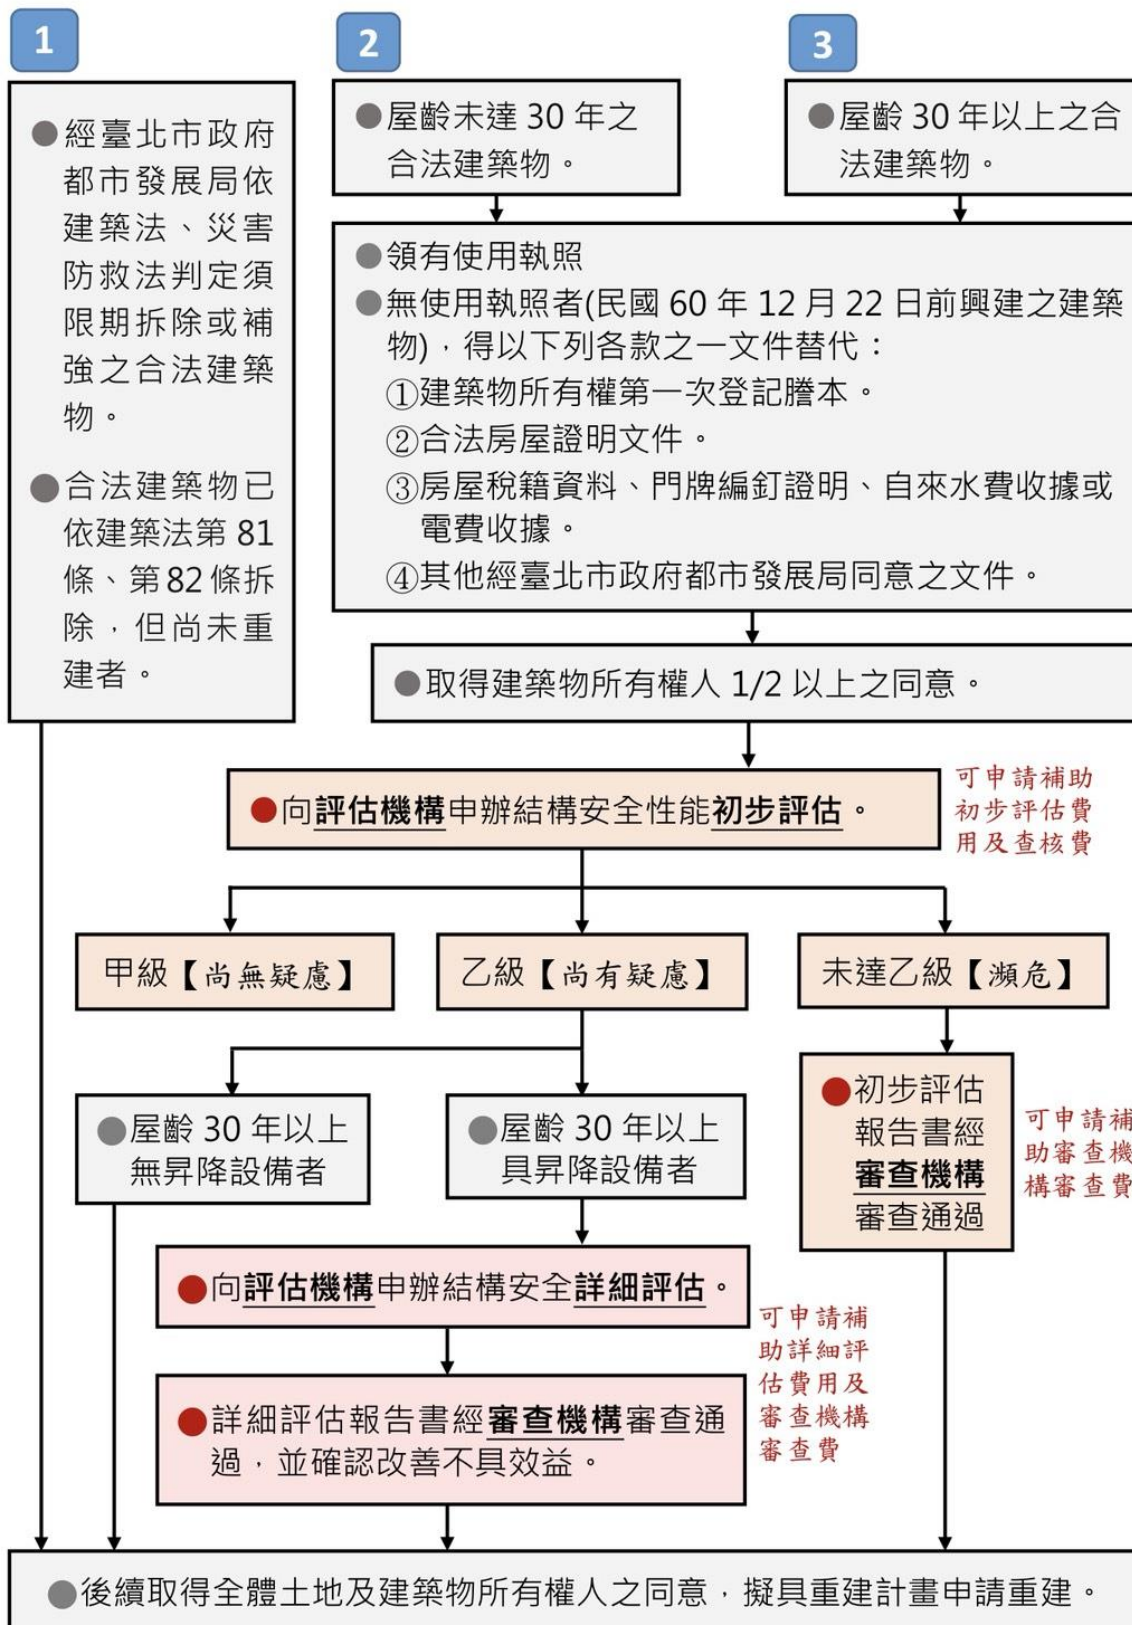 1
●經臺北市政府
都市發展局依
建築法、災害
防救法判定須
限期拆除或補
強之合法建築
物。
●合法建築物已
依建築法第 81
條、第 82 條拆
除，但尚未重
建者。
2
●屋齡未達 30 年之
合法建築物。
3
●屋齡 30 年以上之合
法建築物。
●領有使用執照
●無使用執照者(民國 60 年 12 月 22 日前興建之建築
物)，得以下列各款之一文件替代：
①建築物所有權第一次登記謄本。
②合法房屋證明文件。
③房屋稅籍資料、門牌編釘證明、自來水費收據或
電費收據。
④其他經臺北市政府都市發展局同意之文件。
●取得建築物所有權人 1/2 以上之同意。
●向評估機構申辦結構安全性能初步評估。
可申請補助
初步評估費
用及查核費
甲級【尚無疑慮】
乙級【尚有疑慮】
未達乙級【瀕危】
●屋齡 30 年以上
無昇降設備者
●屋齡 30 年以上
具昇降設備者
●初步評估
報告書經
審查機構
審查通過
可申請補
助審查機
構審查費
●向評估機構申辦結構安全詳細評估。
●詳細評估報告書經審查機構審查通
過，並確認改善不具效益。
可申請補
助詳細評
估費用及
審查機構
審查費
●後續取得全體土地及建築物所有權人之同意，擬具重建計畫申請重建。